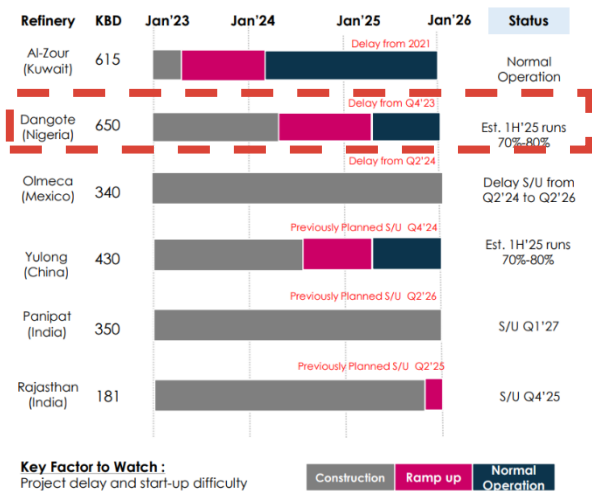 Refinery KBD Jan'23 Jan'24 Jan'25 Jan'26 Status
Delay from 2021
Al-Zour
(Kuwait)
615
Normal
Operation
Delay from Q4'23
Dangote
(Nigeria)
650
Est. 1H'25 runs
70%-80%
Delay from Q2'24
Olmeca
(Mexico)
340
Delay S/U from
Q2'24 to Q2'26
Previously Planned S/U Q4'24
Yulong
(China)
430
Est. 1H'25 runs
70%-80%
Previously Planned S/U Q2'26
Panipat
(India)
350
S/U Q1'27
Previously Planned S/U Q2'25
Rajasthan
(India)
181
S/U Q4'25
Key Factor to Watch :
Project delay and start-up difficulty
Construction
Ramp up
Normal
Operation